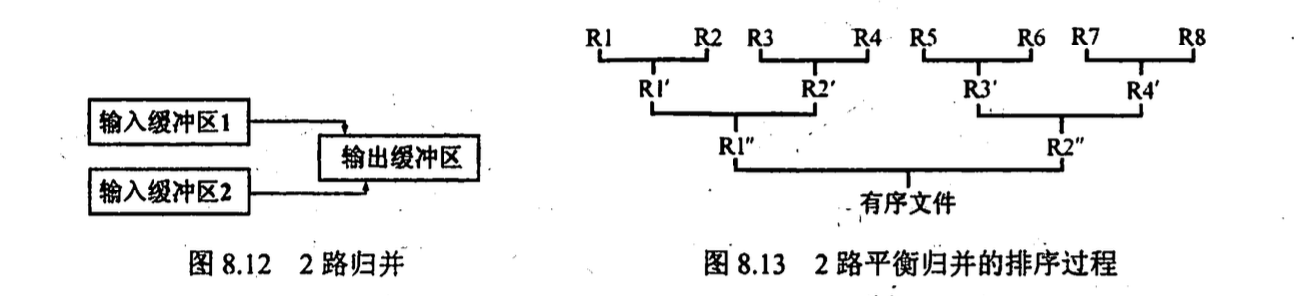 R1 R2 R3 R4 R5 R6 R7 R8
R1′ R2′ R3′ R4′
输入缓冲区1
输出缓冲区
输入缓冲区2
R1″ R2″
有序文件
图 8.12 2 路归并
图 8.13 2 路平衡归并的排序过程